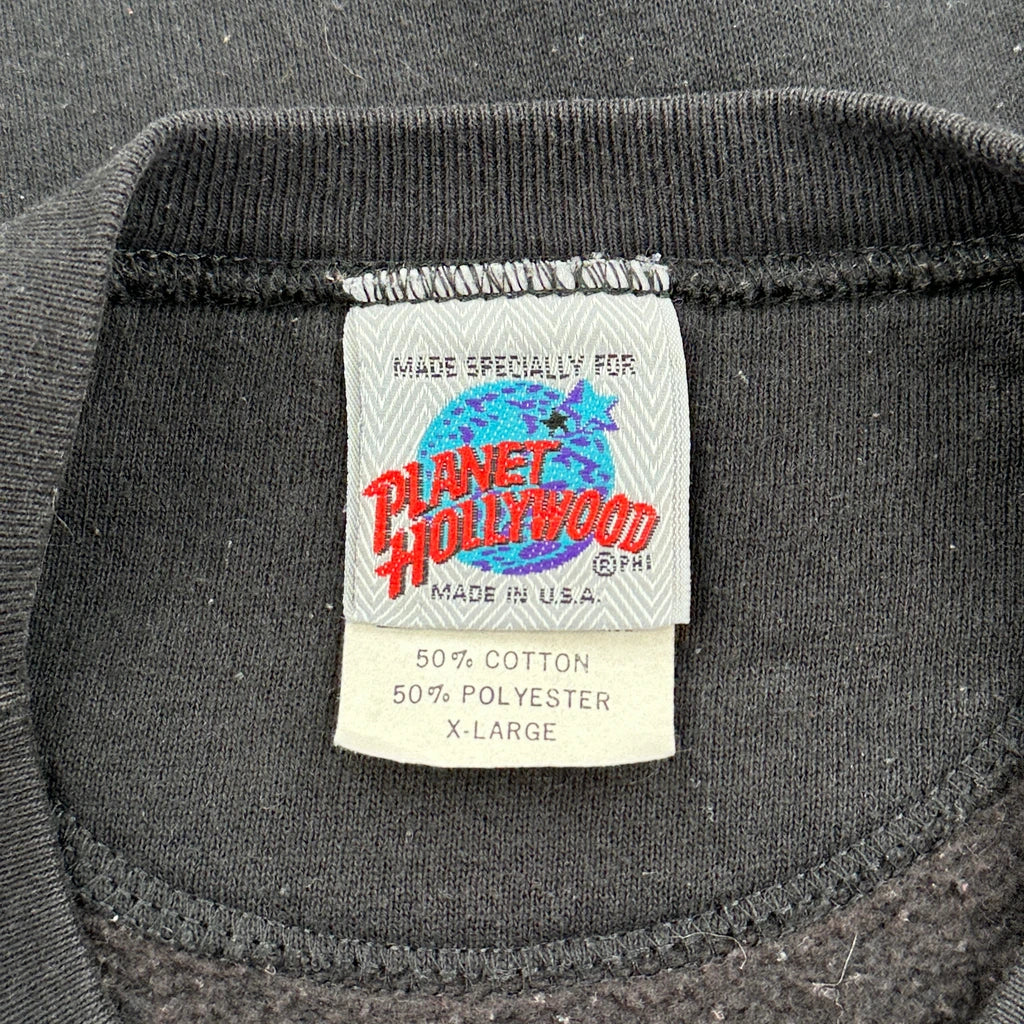 MADE SPECIALLY FOR
PLANET
HOLLYWOOD
®PHI
MADE IN U.S.A.
50% COTTON
50% POLYESTER
X-LARGE